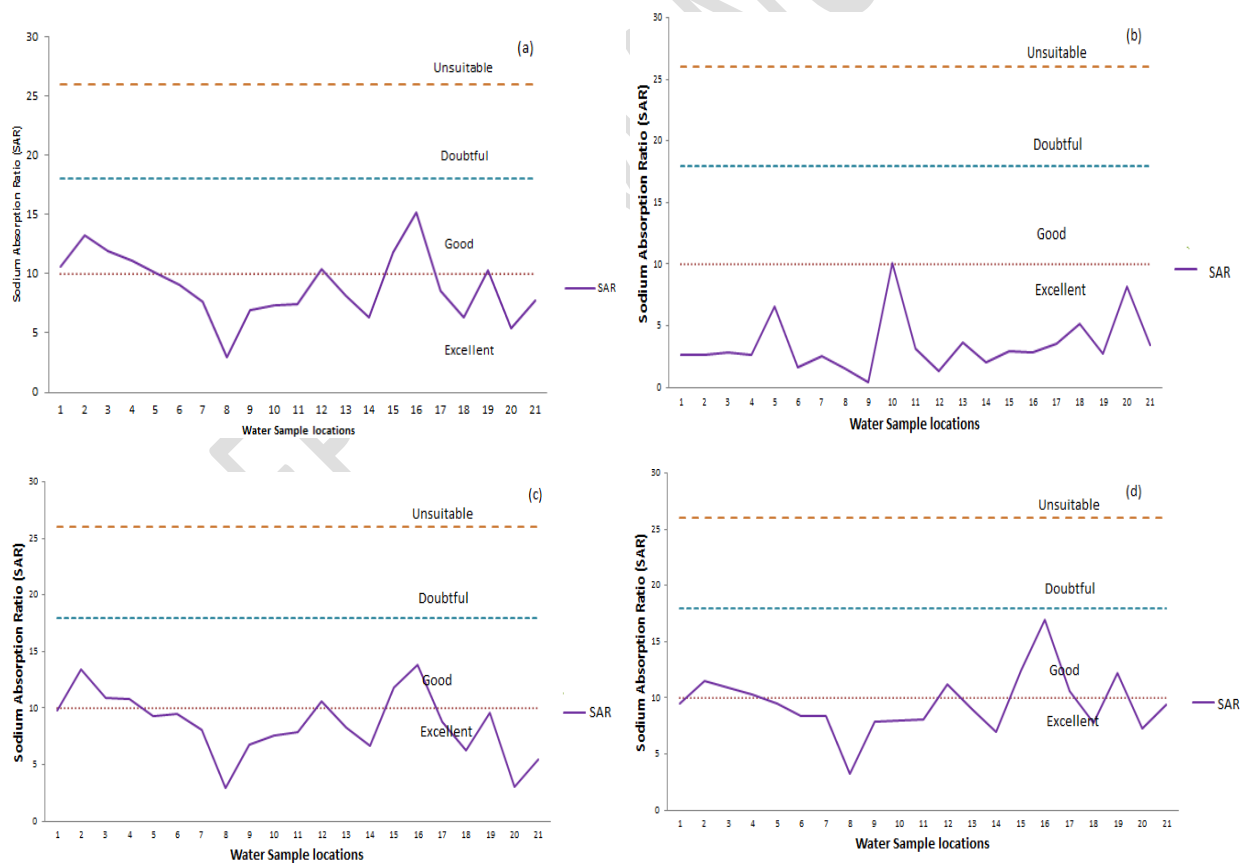 (a)
30
25
20
15
10
5
0
Sodium Absorption Ratio (SAR)
Unsuitable
Doubtful
Good
Excellent
SAR
1 2 3 4 5 6 7 8 9 10 11 12 13 14 15 16 17 18 19 20 21
Water Sample locations
(b)
30
25
20
15
10
5
0
Sodium Absorption Ratio (SAR)
Unsuitable
Doubtful
Good
Excellent
SAR
1 2 3 4 5 6 7 8 9 10 11 12 13 14 15 16 17 18 19 20 21
Water Sample locations
(c)
30
25
20
15
10
5
0
Sodium Absorption Ratio (SAR)
Unsuitable
Doubtful
Good
Excellent
SAR
1 2 3 4 5 6 7 8 9 10 11 12 13 14 15 16 17 18 19 20 21
Water Sample locations
(d)
30
25
20
15
10
5
0
Sodium Absorption Ratio (SAR)
Unsuitable
Doubtful
Good
Excellent
SAR
1 2 3 4 5 6 7 8 9 10 11 12 13 14 15 16 17 18 19 20 21
Water Sample locations